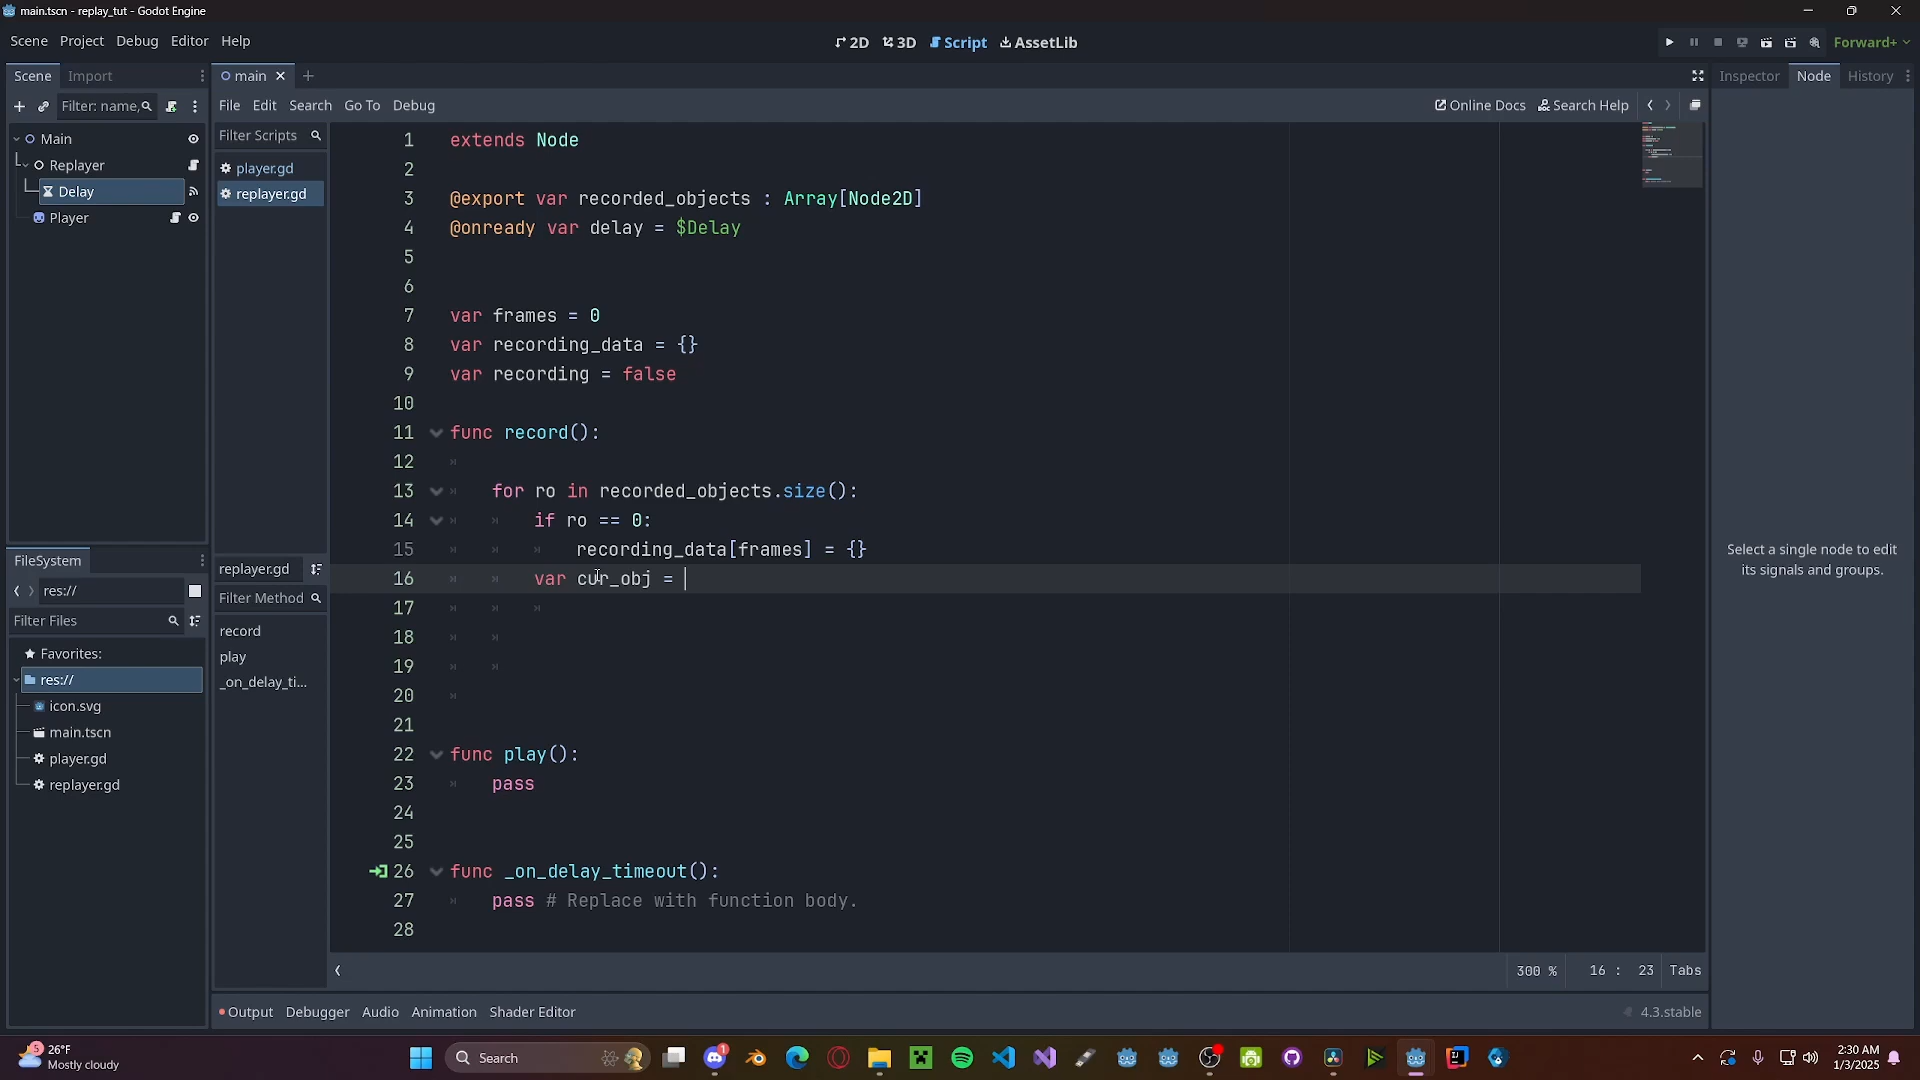 main.tscn - replay_tut - Godot Engine
Scene Project Debug Editor Help
2D 3D Script AssetLib
Forward+
Scene Import
main
Inspector Node History
Filter: name,
File Edit Search Go To Debug
Online Docs Search Help
Main
Replayer
Delay
Player
Filter Scripts
player.gd
replayer.gd
1 extends Node
2
3 @export var recorded_objects : Array[Node2D]
4 @onready var delay = $Delay
5
6
7 var frames = 0
8 var recording_data = {}
9 var recording = false
10
11 func record():
12
13 for ro in recorded_objects.size():
14 if ro == 0:
15 recording_data[frames] = {}
16 var cur_obj =
17
18
19
20
21
22 func play():
23 pass
24
25
26 func _on_delay_timeout():
27 pass # Replace with function body.
28
Select a single node to edit
its signals and groups.
FileSystem
res://
Filter Files
Favorites:
res://
icon.svg
main.tscn
player.gd
replayer.gd
replayer.gd
Filter Method
record
play
_on_delay_ti...
300 % 16 : 23 Tabs
Output Debugger Audio Animation Shader Editor
4.3.stable
5
26°F
Mostly cloudy
Search
1
2:30 AM
1/3/2025